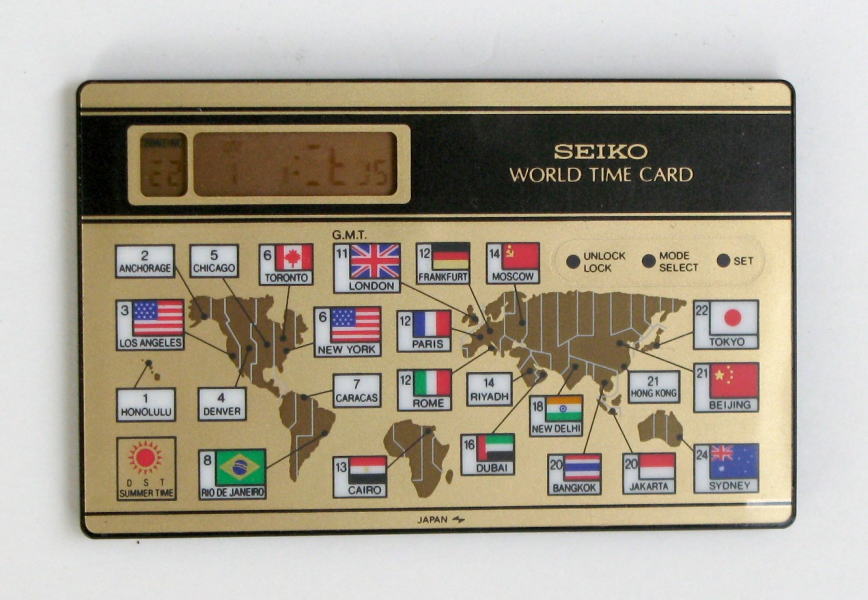 SEIKO
WORLD TIME CARD
G.M.T.
2
ANCHORAGE
5
CHICAGO
6
TORONTO
11
LONDON
12
FRANKFURT
14
MOSCOW
UNLOCK
LOCK
MODE
SELECT
SET
3
LOS ANGELES
6
NEW YORK
12
PARIS
22
TOKYO
1
HONOLULU
4
DENVER
7
CARACAS
12
ROME
14
RIYADH
18
NEW DELHI
21
HONG KONG
21
BEIJING
D S T
SUMMER TIME
8
RIO DE JANEIRO
13
CAIRO
16
DUBAI
20
BANGKOK
20
JAKARTA
24
SYDNEY
JAPAN